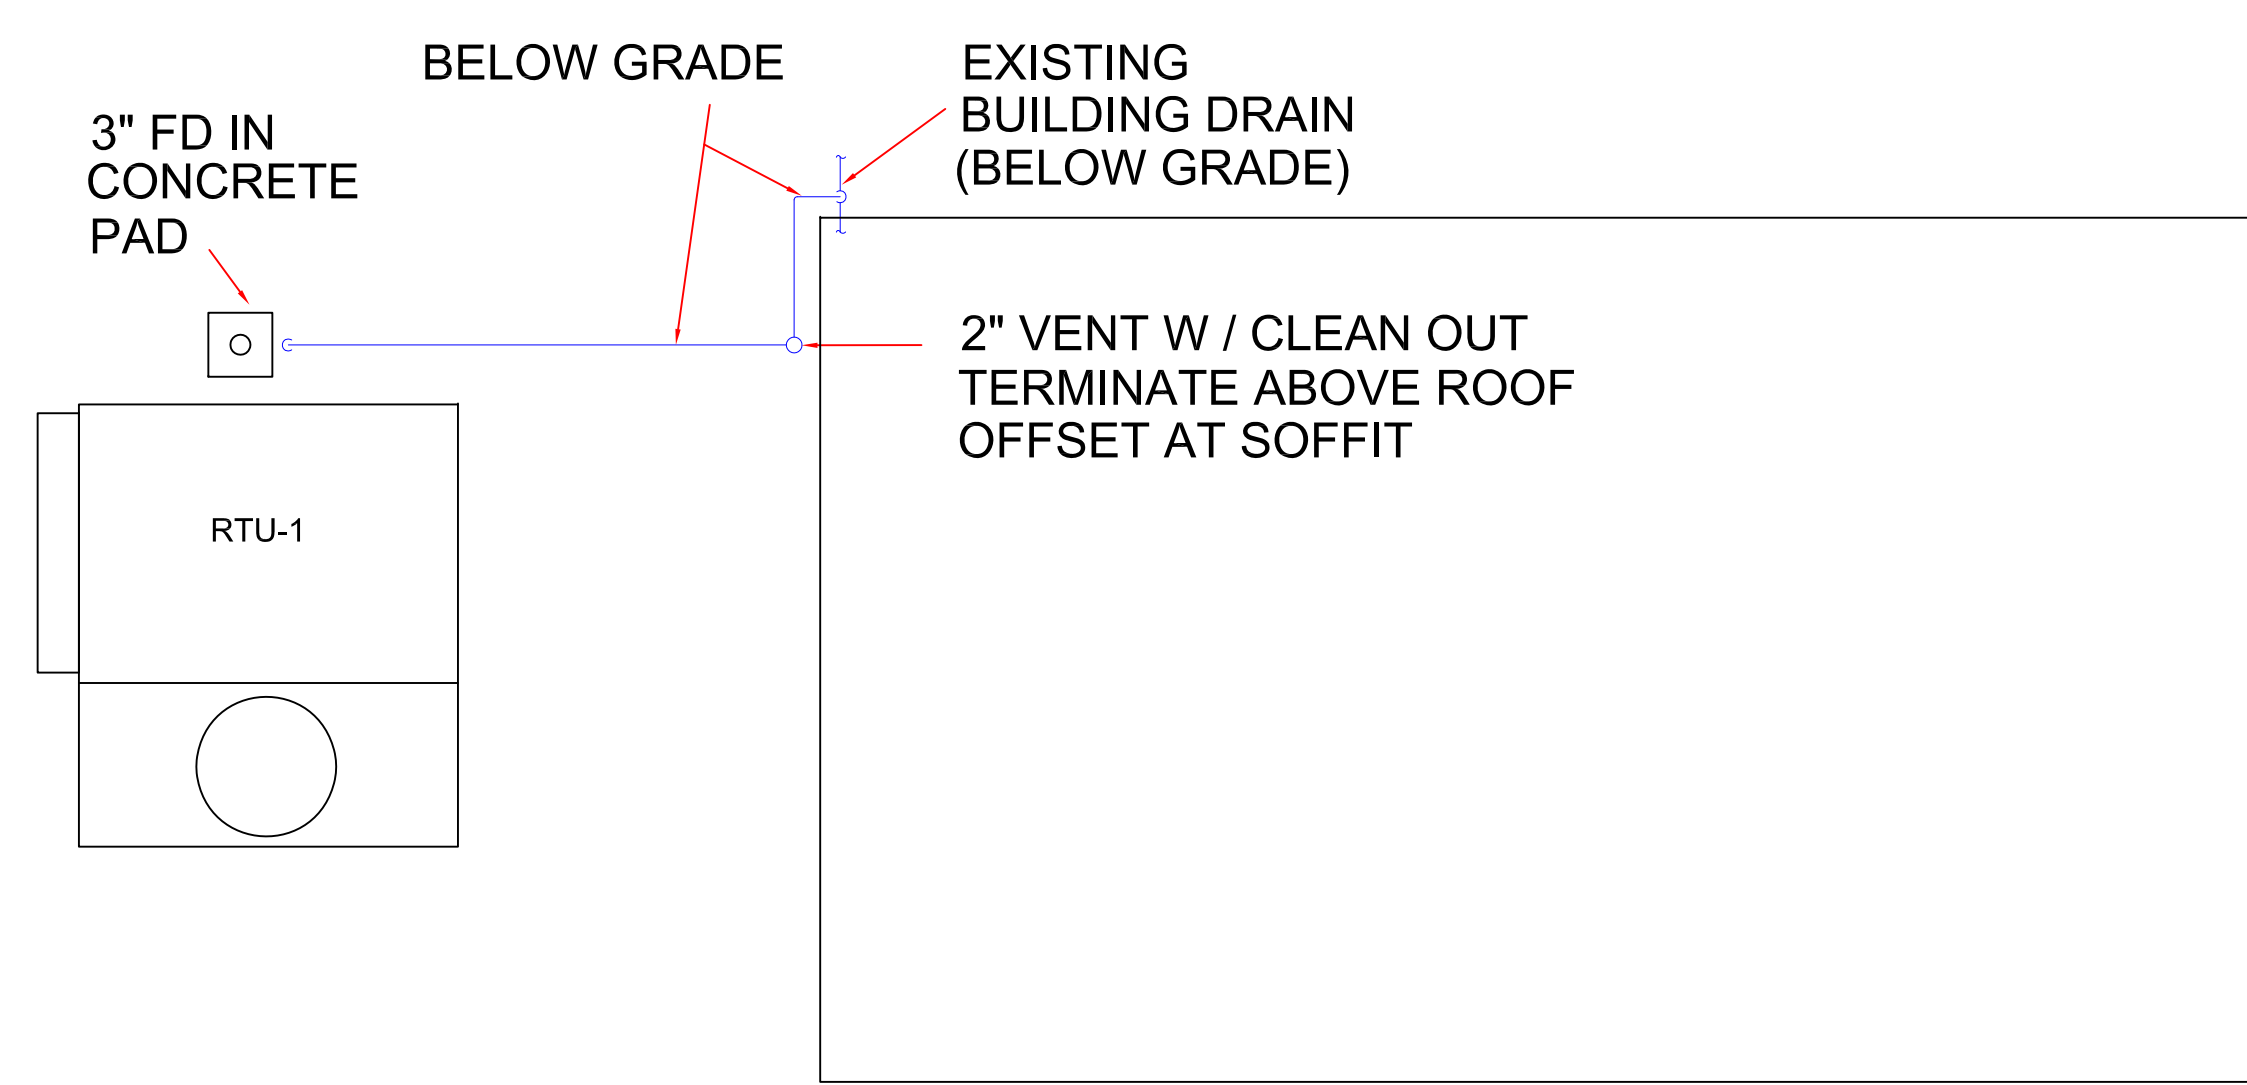 BELOW GRADE
EXISTING
BUILDING DRAIN
(BELOW GRADE)
3" FD IN
CONCRETE
PAD
2" VENT W / CLEAN OUT
TERMINATE ABOVE ROOF
OFFSET AT SOFFIT
RTU-1